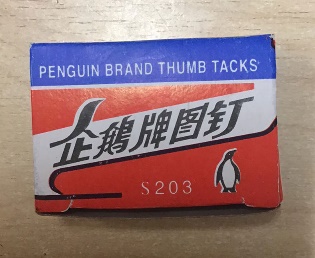 PENGUIN BRAND THUMB TACKS
企鹅牌图钉
S203